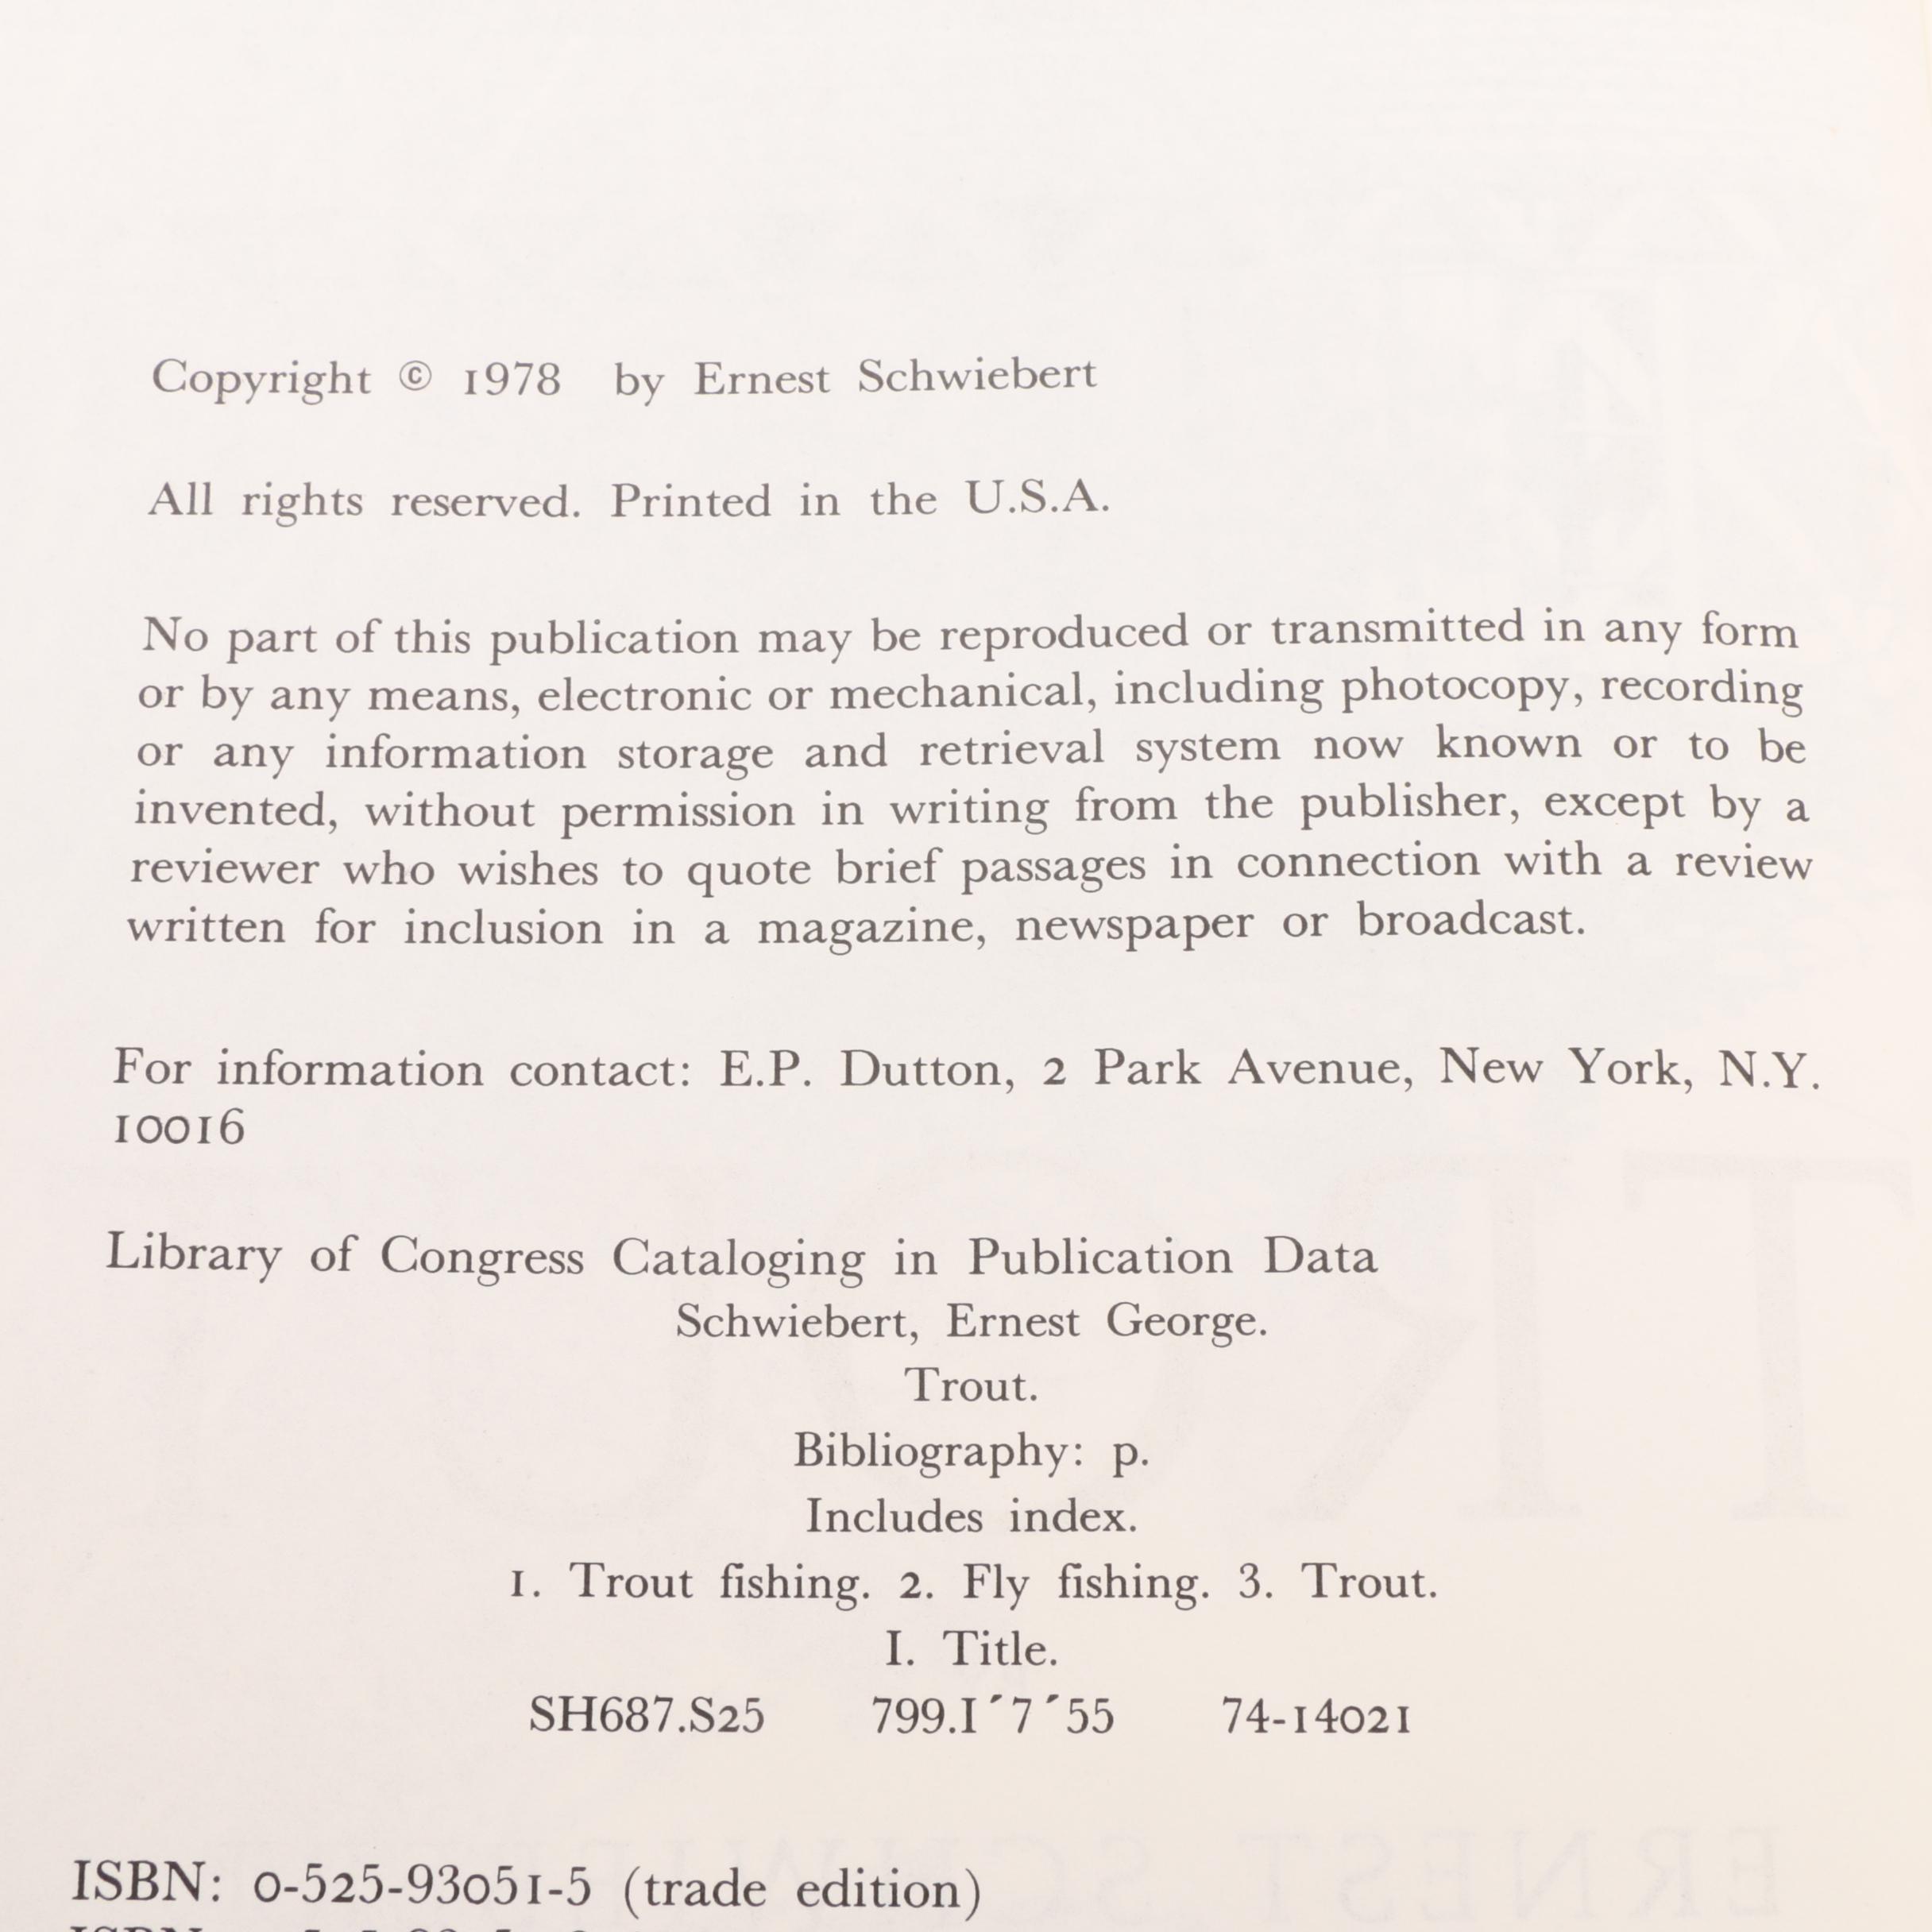 Copyright © 1978 by Ernest Schwiebert
All rights reserved. Printed in the U.S.A.
No part of this publication may be reproduced or transmitted in any form
or by any means, electronic or mechanical, including photocopy, recording
or any information storage and retrieval system now known or to be
invented, without permission in writing from the publisher, except by a
reviewer who wishes to quote brief passages in connection with a review
written for inclusion in a magazine, newspaper or broadcast.
For information contact: E.P. Dutton, 2 Park Avenue, New York, N.Y.
10016
Library of Congress Cataloging in Publication Data
Schwiebert, Ernest George.
Trout.
Bibliography: p.
Includes index.
1. Trout fishing. 2. Fly fishing. 3. Trout.
I. Title.
SH687.S25 799.I´7´55 74-14021
ISBN: 0-525-93051-5 (trade edition)